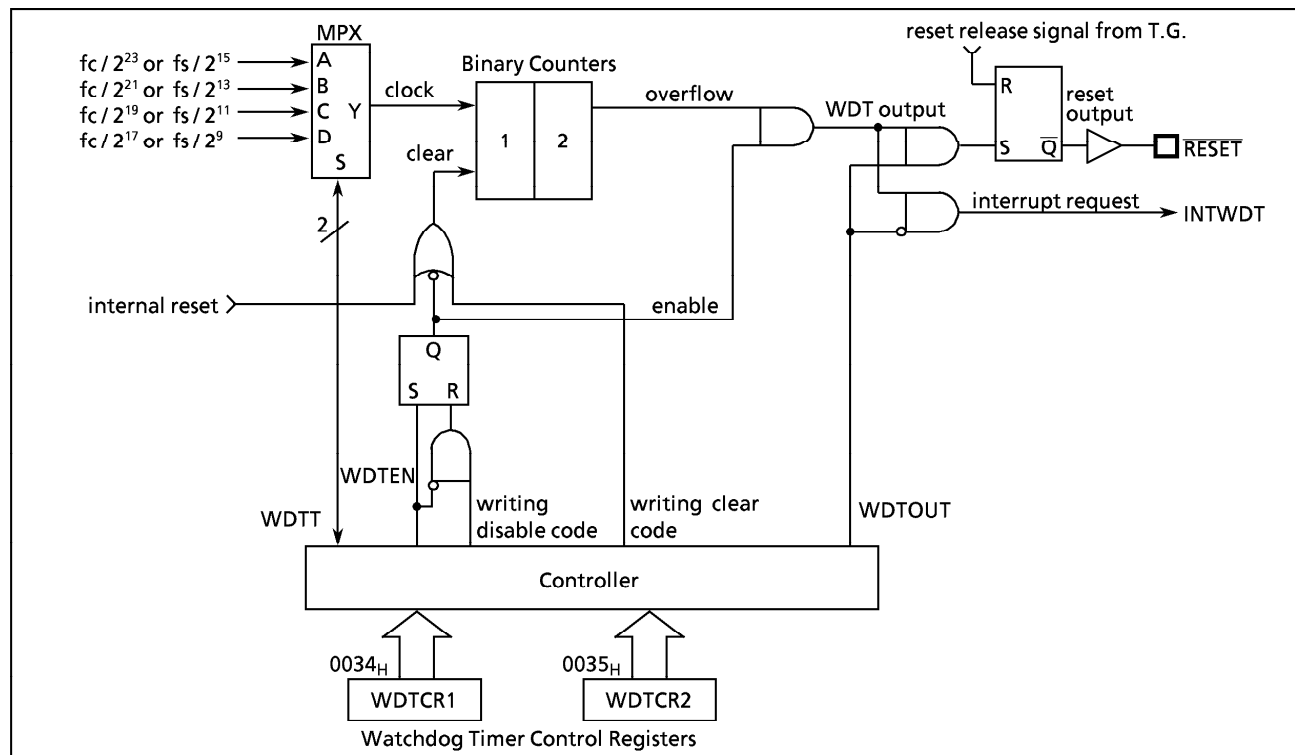 MPX
reset release signal from T.G.
fc / 2²³ or fs / 2¹⁵
fc / 2²¹ or fs / 2¹³
fc / 2¹⁹ or fs / 2¹¹
fc / 2¹⁷ or fs / 2⁹
A
B
C
D
Y
S
clock
Binary Counters
1
2
clear
overflow
WDT output
R
S
Q̅
reset
output
R̅E̅S̅E̅T̅
interrupt request
INTWDT
2
internal reset
enable
Q
S
R
WDTEN
WDTT
writing
disable code
writing clear
code
WDTOUT
Controller
0034H
0035H
WDTCR1
WDTCR2
Watchdog Timer Control Registers